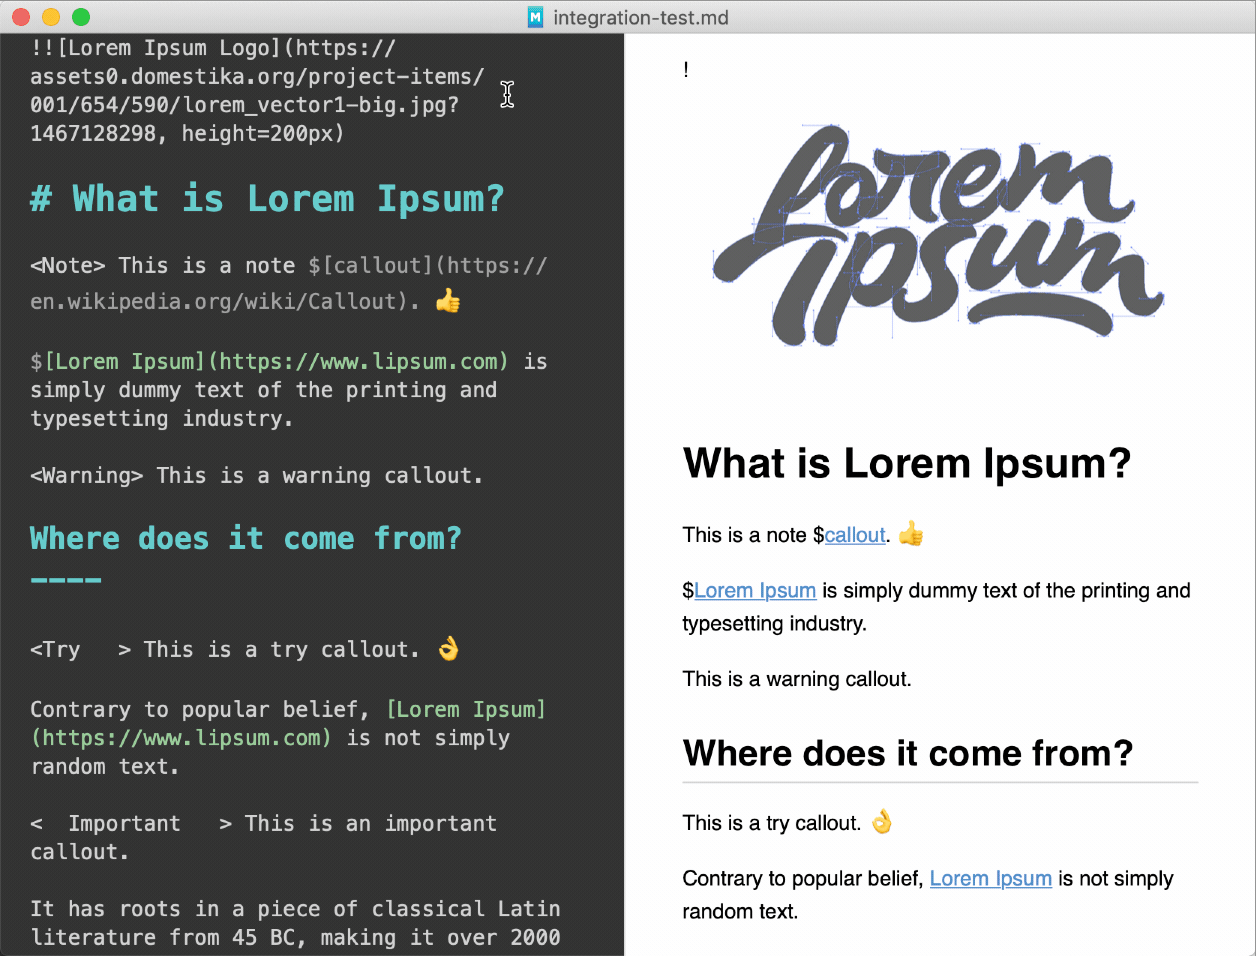 integration-test.md
!![Lorem Ipsum Logo](https://
assets0.domestika.org/project-items/
001/654/590/lorem_vector1-big.jpg?
1467128298, height=200px)
# What is Lorem Ipsum?
<Note> This is a note $[callout](https://
en.wikipedia.org/wiki/Callout). 👍
$[Lorem Ipsum](https://www.lipsum.com) is
simply dummy text of the printing and
typesetting industry.
<Warning> This is a warning callout.
Where does it come from?
----
<Try   > This is a try callout. 👌
Contrary to popular belief, [Lorem Ipsum]
(https://www.lipsum.com) is not simply
random text.
<  Important   > This is an important
callout.
It has roots in a piece of classical Latin
literature from 45 BC, making it over 2000
!
Lorem
Ipsum
What is Lorem Ipsum?
This is a note $callout. 👍
$Lorem Ipsum is simply dummy text of the printing and
typesetting industry.
This is a warning callout.
Where does it come from?
This is a try callout. 👌
Contrary to popular belief, Lorem Ipsum is not simply
random text.